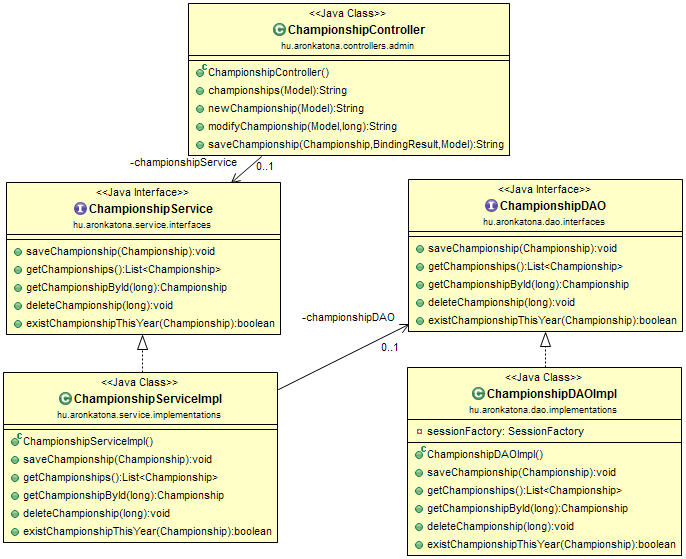 <<Java Class>>
ChampionshipController
hu.aronkatona.controllers.admin
ChampionshipController()
championships(Model):String
newChampionship(Model):String
modifyChampionship(Model,long):String
saveChampionship(Championship,BindingResult,Model):String
-championshipService
0..1
<<Java Interface>>
ChampionshipService
hu.aronkatona.service.interfaces
saveChampionship(Championship):void
getChampionships():List<Championship>
getChampionshipById(long):Championship
deleteChampionship(long):void
existChampionshipThisYear(Championship):boolean
<<Java Interface>>
ChampionshipDAO
hu.aronkatona.dao.interfaces
saveChampionship(Championship):void
getChampionships():List<Championship>
getChampionshipById(long):Championship
deleteChampionship(long):void
existChampionshipThisYear(Championship):boolean
-championshipDAO
0..1
<<Java Class>>
ChampionshipServiceImpl
hu.aronkatona.service.implementations
ChampionshipServiceImpl()
saveChampionship(Championship):void
getChampionships():List<Championship>
getChampionshipById(long):Championship
deleteChampionship(long):void
existChampionshipThisYear(Championship):boolean
<<Java Class>>
ChampionshipDAOImpl
hu.aronkatona.dao.implementations
sessionFactory: SessionFactory
ChampionshipDAOImpl()
saveChampionship(Championship):void
getChampionships():List<Championship>
getChampionshipById(long):Championship
deleteChampionship(long):void
existChampionshipThisYear(Championship):boolean